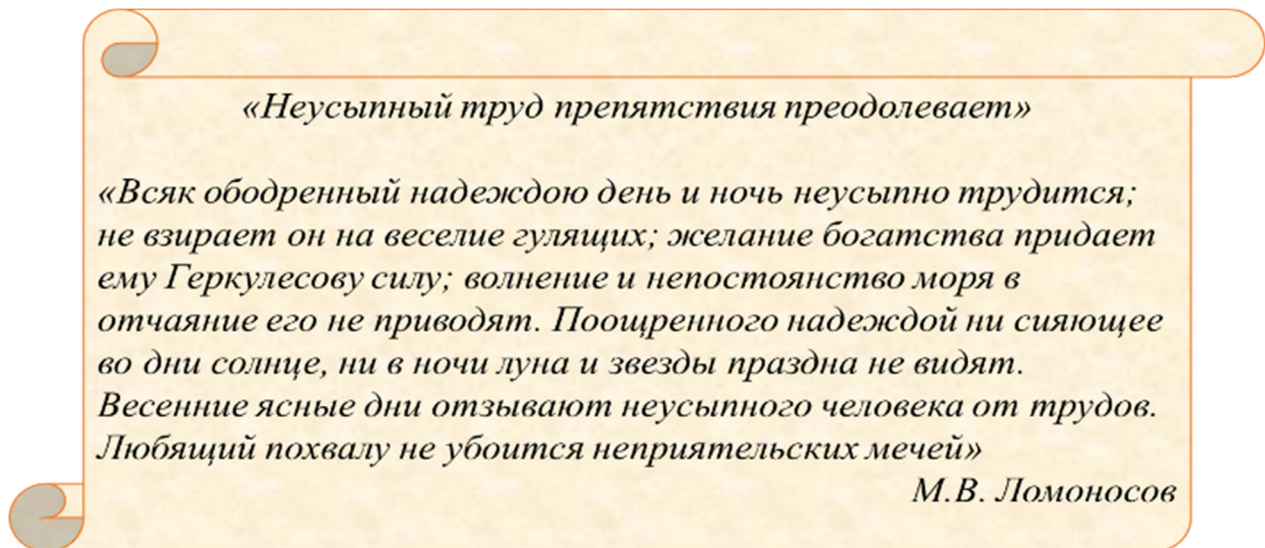 «Неусыпный труд препятствия преодолевает»
«Всяк ободренный надеждою день и ночь неусыпно трудится;
не взирает он на веселие гулящих; желание богатства придает
ему Геркулесову силу; волнение и непостоянство моря в
отчаяние его не приводят. Поощренного надеждой ни сияющее
во дни солнце, ни в ночи луна и звезды праздна не видят.
Весенние ясные дни отзывают неусыпного человека от трудов.
Любящий похвалу не убоится неприятельских мечей»
М.В. Ломоносов